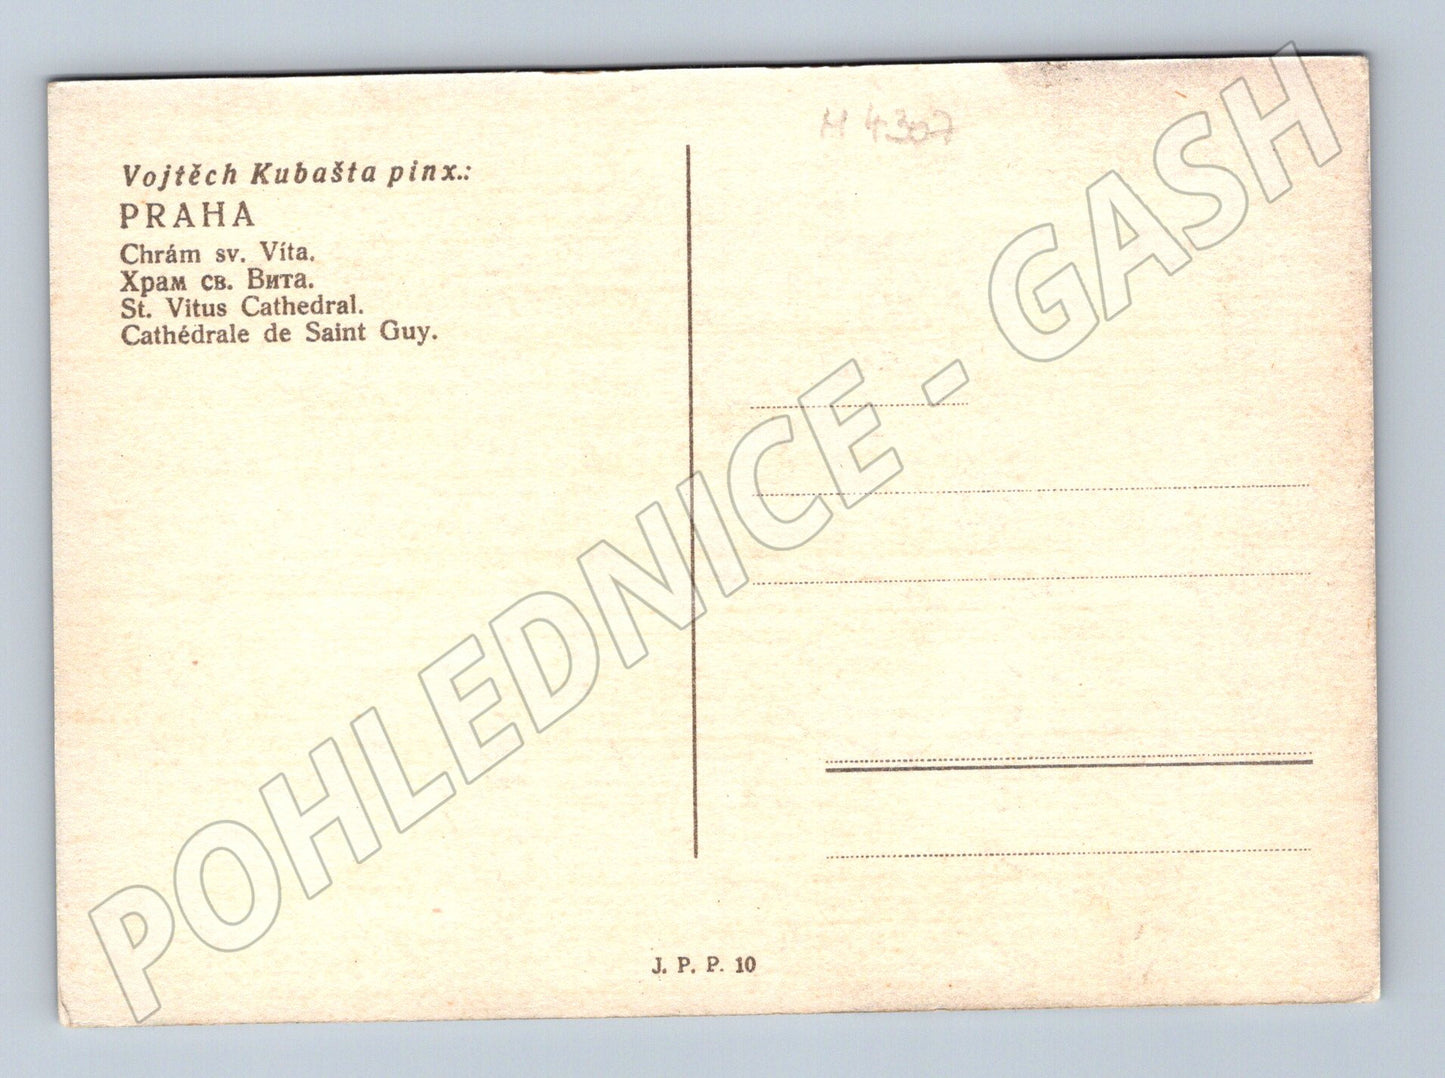 M 4307
Vojtěch Kubašta pinx.:
PRAHA
Chrám sv. Víta.
Храм св. Вита.
St. Vitus Cathedral.
Cathédrale de Saint Guy.
POHLEDNICE - GASH
J. P. P. 10